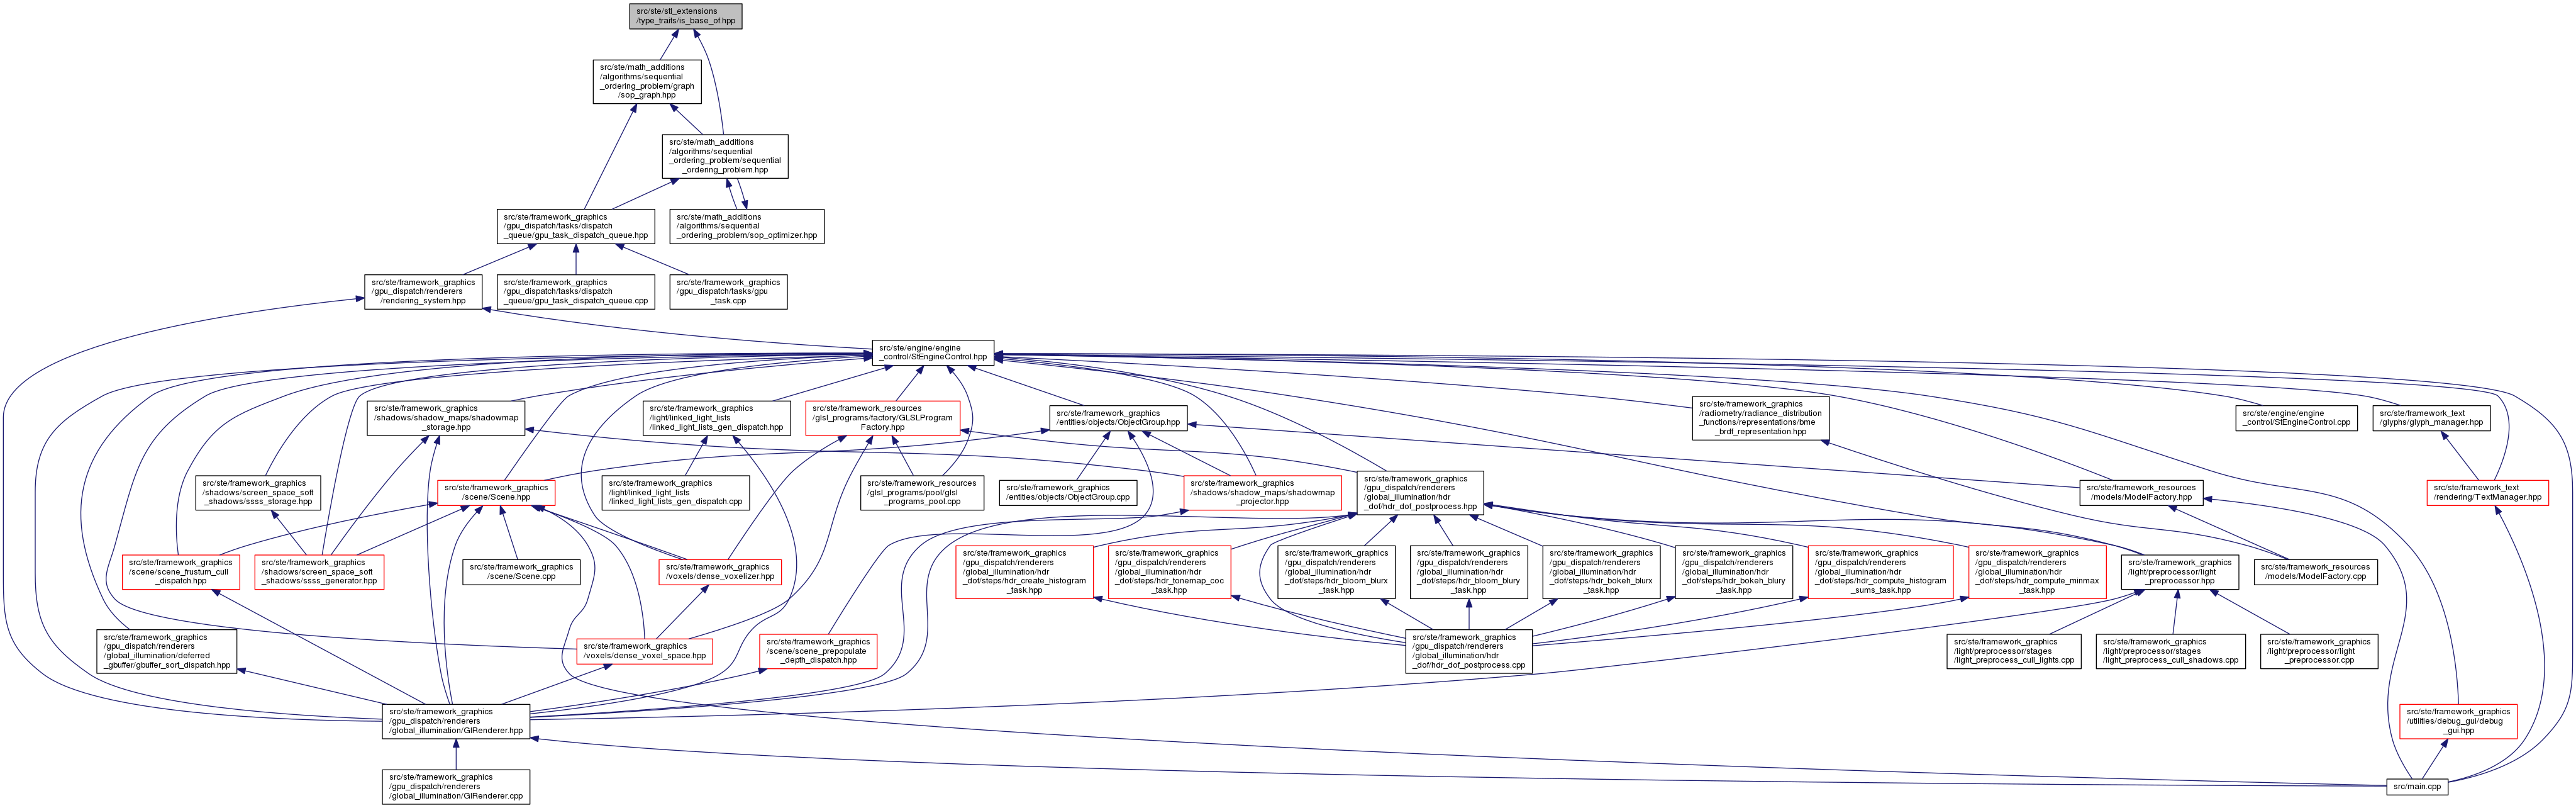 src/ste/stl_extensions
/type_traits/is_base_of.hpp
src/ste/math_additions
/algorithms/sequential
_ordering_problem/graph
/sop_graph.hpp
src/ste/math_additions
/algorithms/sequential
_ordering_problem/sequential
_ordering_problem.hpp
src/ste/framework_graphics
/gpu_dispatch/tasks/dispatch
_queue/gpu_task_dispatch_queue.hpp
src/ste/math_additions
/algorithms/sequential
_ordering_problem/sop_optimizer.hpp
src/ste/framework_graphics
/gpu_dispatch/renderers
/rendering_system.hpp
src/ste/framework_graphics
/gpu_dispatch/tasks/dispatch
_queue/gpu_task_dispatch_queue.cpp
src/ste/framework_graphics
/gpu_dispatch/tasks/gpu
_task.cpp
src/ste/engine/engine
_control/StEngineControl.hpp
src/ste/framework_graphics
/shadows/shadow_maps/shadowmap
_storage.hpp
src/ste/framework_graphics
/light/linked_light_lists
/linked_light_lists_gen_dispatch.hpp
src/ste/framework_resources
/glsl_programs/factory/GLSLProgram
Factory.hpp
src/ste/framework_graphics
/entities/objects/ObjectGroup.hpp
src/ste/framework_graphics
/radiometry/radiance_distribution
_functions/representations/bme
_brdf_representation.hpp
src/ste/engine/engine
_control/StEngineControl.cpp
src/ste/framework_text
/glyphs/glyph_manager.hpp
src/ste/framework_graphics
/shadows/screen_space_soft
_shadows/ssss_storage.hpp
src/ste/framework_graphics
/scene/Scene.hpp
src/ste/framework_graphics
/light/linked_light_lists
/linked_light_lists_gen_dispatch.cpp
src/ste/framework_resources
/glsl_programs/pool/glsl
_programs_pool.cpp
src/ste/framework_graphics
/entities/objects/ObjectGroup.cpp
src/ste/framework_graphics
/shadows/shadow_maps/shadowmap
_projector.hpp
src/ste/framework_graphics
/gpu_dispatch/renderers
/global_illumination/hdr
_dof/hdr_dof_postprocess.hpp
src/ste/framework_resources
/models/ModelFactory.hpp
src/ste/framework_text
/rendering/TextManager.hpp
src/ste/framework_graphics
/scene/scene_frustum_cull
_dispatch.hpp
src/ste/framework_graphics
/shadows/screen_space_soft
_shadows/ssss_generator.hpp
src/ste/framework_graphics
/scene/Scene.cpp
src/ste/framework_graphics
/voxels/dense_voxelizer.hpp
src/ste/framework_graphics
/gpu_dispatch/renderers
/global_illumination/hdr
_dof/steps/hdr_create_histogram
_task.hpp
src/ste/framework_graphics
/gpu_dispatch/renderers
/global_illumination/hdr
_dof/steps/hdr_tonemap_coc
_task.hpp
src/ste/framework_graphics
/gpu_dispatch/renderers
/global_illumination/hdr
_dof/steps/hdr_bloom_blurx
_task.hpp
src/ste/framework_graphics
/gpu_dispatch/renderers
/global_illumination/hdr
_dof/steps/hdr_bloom_blury
_task.hpp
src/ste/framework_graphics
/gpu_dispatch/renderers
/global_illumination/hdr
_dof/steps/hdr_bokeh_blurx
_task.hpp
src/ste/framework_graphics
/gpu_dispatch/renderers
/global_illumination/hdr
_dof/steps/hdr_bokeh_blury
_task.hpp
src/ste/framework_graphics
/gpu_dispatch/renderers
/global_illumination/hdr
_dof/steps/hdr_compute_histogram
_sums_task.hpp
src/ste/framework_graphics
/gpu_dispatch/renderers
/global_illumination/hdr
_dof/steps/hdr_compute_minmax
_task.hpp
src/ste/framework_graphics
/light/preprocessor/light
_preprocessor.hpp
src/ste/framework_resources
/models/ModelFactory.cpp
src/ste/framework_graphics
/gpu_dispatch/renderers
/global_illumination/deferred
_gbuffer/gbuffer_sort_dispatch.hpp
src/ste/framework_graphics
/voxels/dense_voxel_space.hpp
src/ste/framework_graphics
/scene/scene_prepopulate
_depth_dispatch.hpp
src/ste/framework_graphics
/gpu_dispatch/renderers
/global_illumination/hdr
_dof/hdr_dof_postprocess.cpp
src/ste/framework_graphics
/light/preprocessor/stages
/light_preprocess_cull_lights.cpp
src/ste/framework_graphics
/light/preprocessor/stages
/light_preprocess_cull_shadows.cpp
src/ste/framework_graphics
/light/preprocessor/light
_preprocessor.cpp
src/ste/framework_graphics
/gpu_dispatch/renderers
/global_illumination/GIRenderer.hpp
src/ste/framework_graphics
/utilities/debug_gui/debug
_gui.hpp
src/ste/framework_graphics
/gpu_dispatch/renderers
/global_illumination/GIRenderer.cpp
src/main.cpp